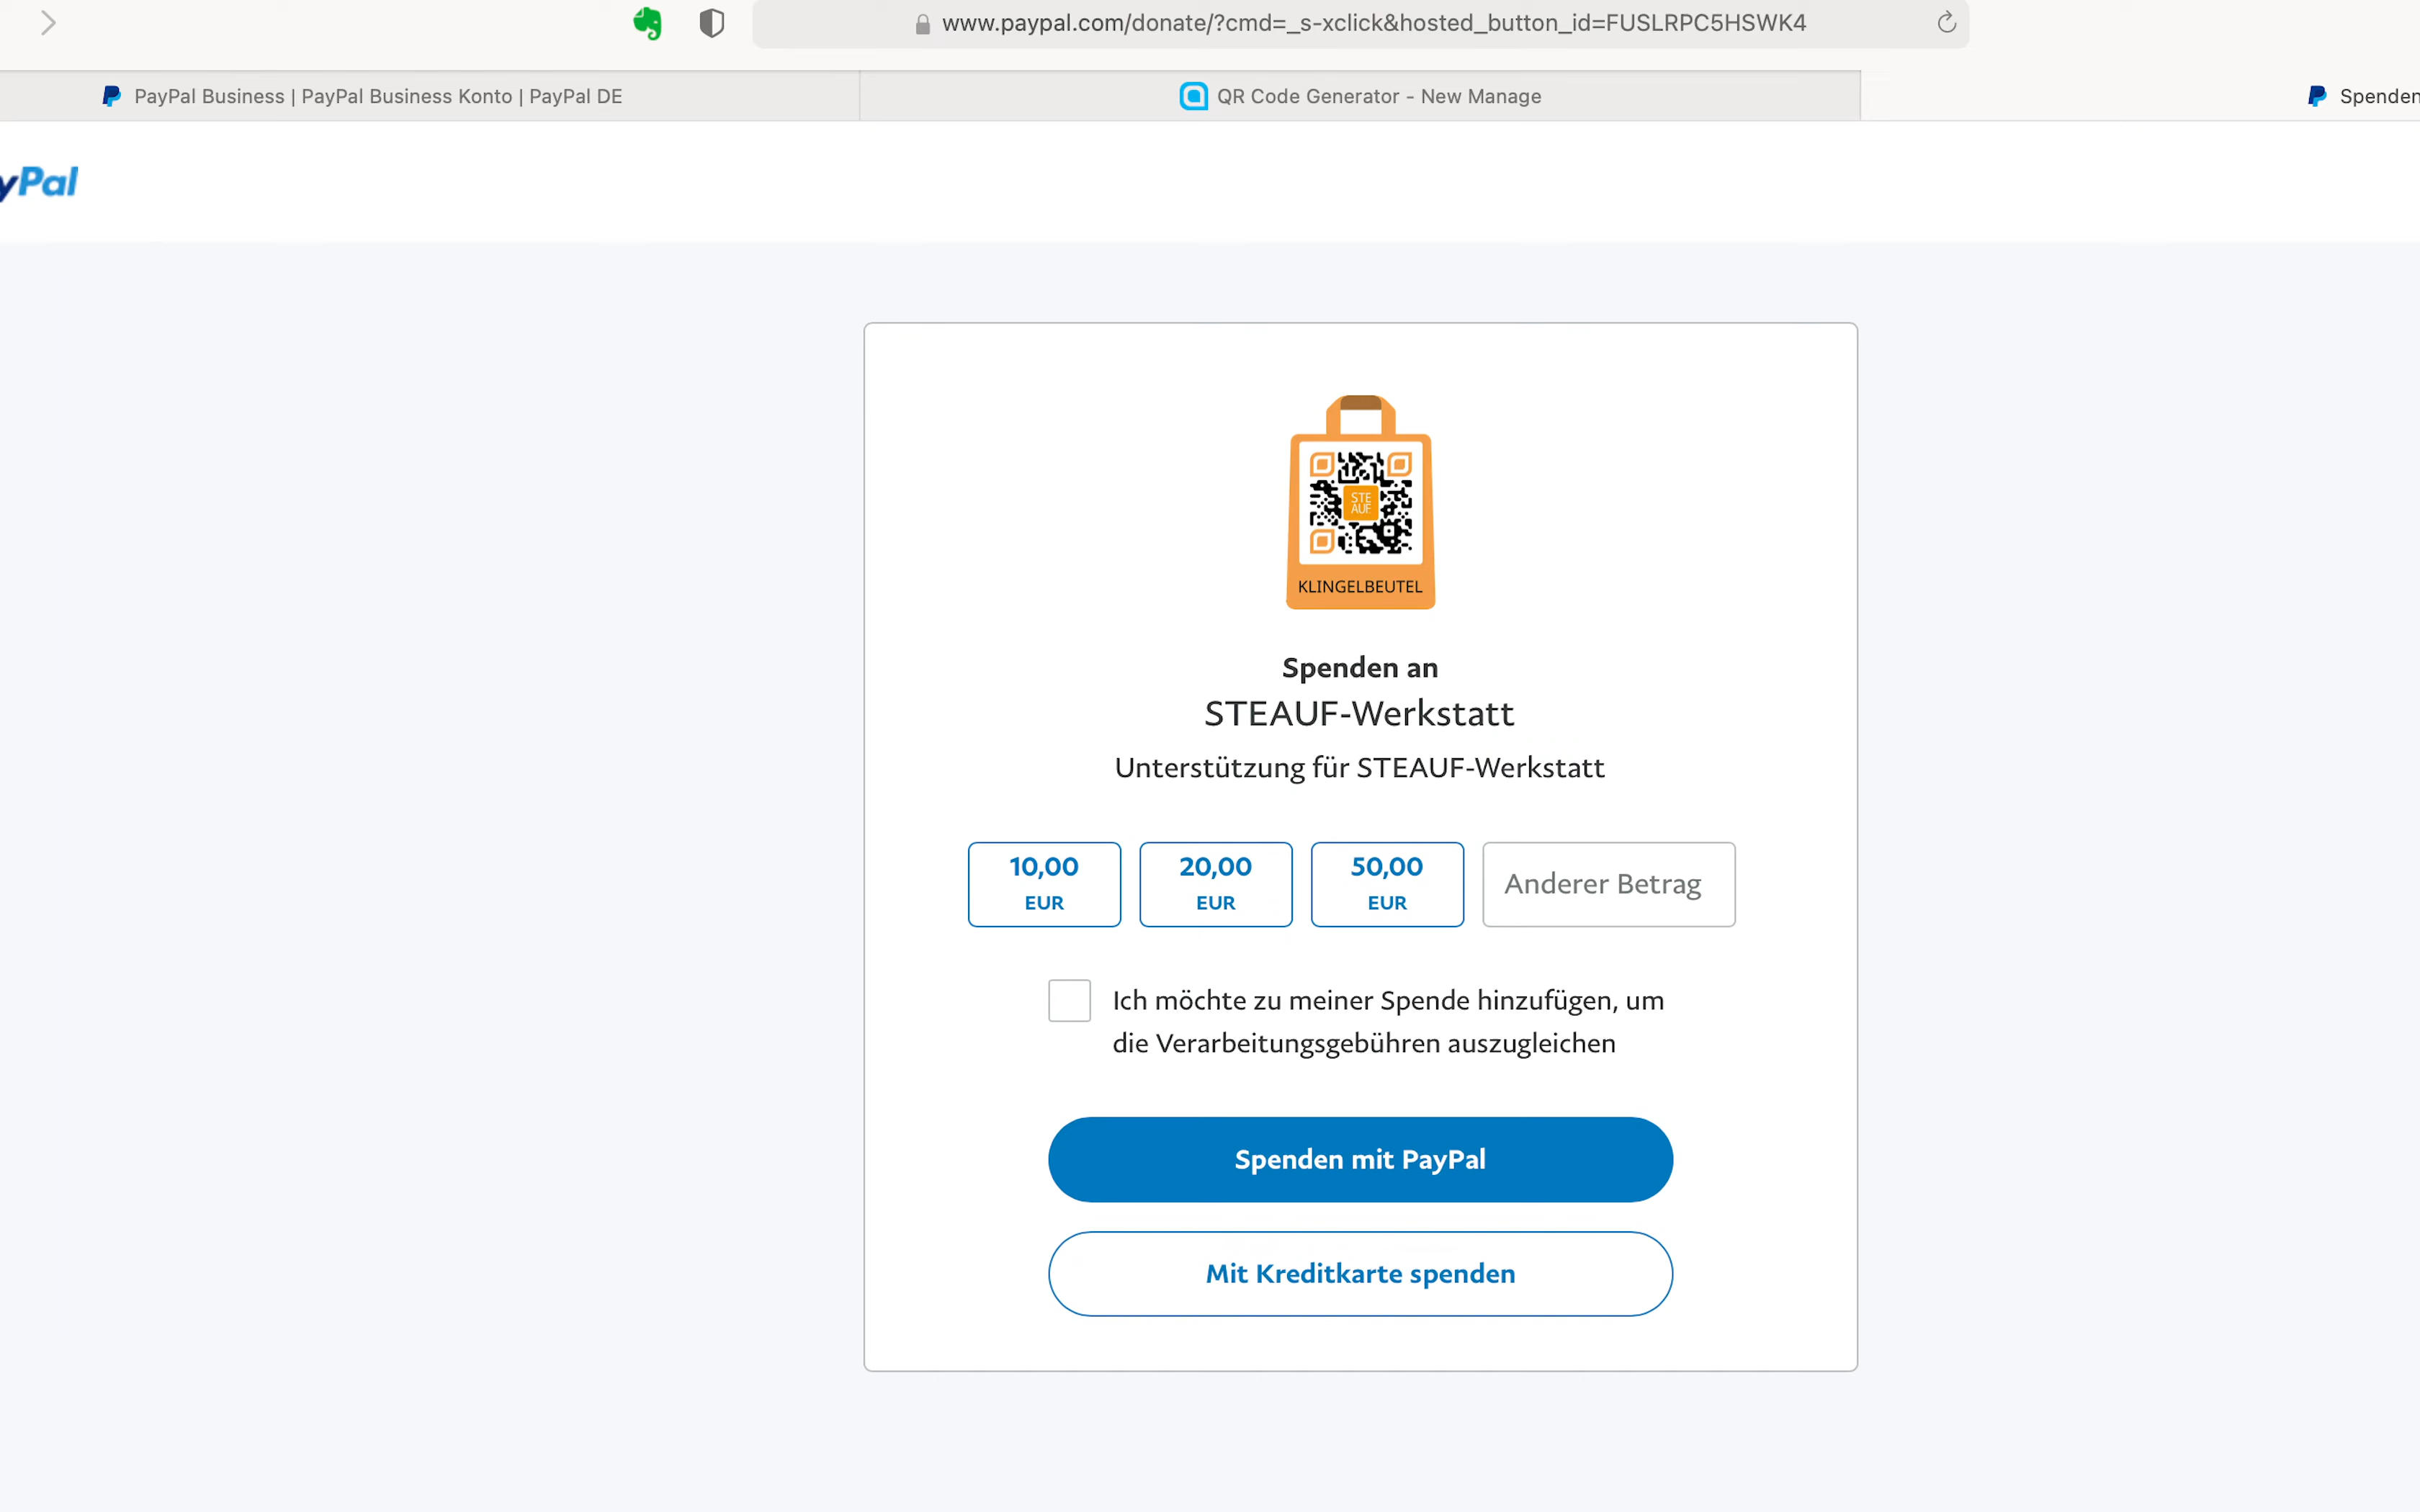 www.paypal.com/donate/?cmd=_s-xclick&hosted_button_id=FUSLRPC5HSWK4
PayPal Business | PayPal Business Konto | PayPal DE
QR Code Generator - New Manage
Spenden
yPal
STE
AUF
KLINGELBEUTEL
Spenden an
STEAUF-Werkstatt
Unterstützung für STEAUF-Werkstatt
10,00 20,00 50,00
EUR EUR EUR
Anderer Betrag
Ich möchte zu meiner Spende hinzufügen, um
die Verarbeitungsgebühren auszugleichen
Spenden mit PayPal
Mit Kreditkarte spenden